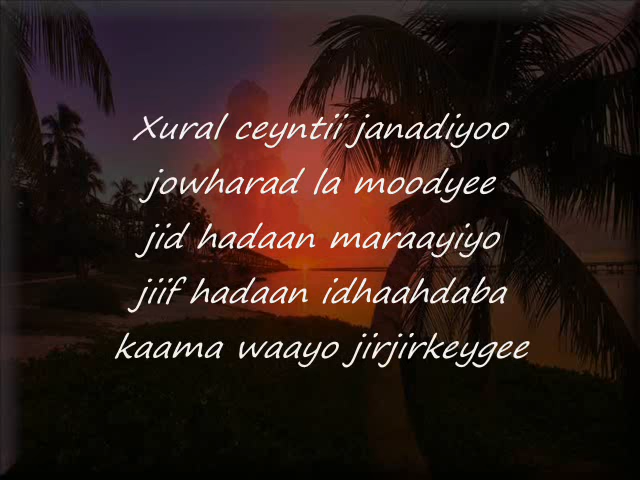 Xural ceyntii janadiyoo
jowharad la moodyee
jid hadaan maraayiyo
jiif hadaan idhaahdaba
kaama waayo jirjirkeygee